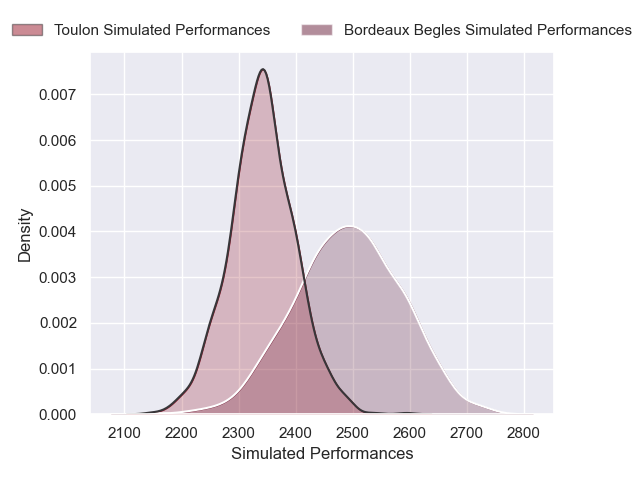 Toulon Simulated Performances
Bordeaux Begles Simulated Performances
0.007
0.006
0.005
0.004
0.003
0.002
0.001
0.000
Density
2100 2200 2300 2400 2500 2600 2700 2800
Simulated Performances